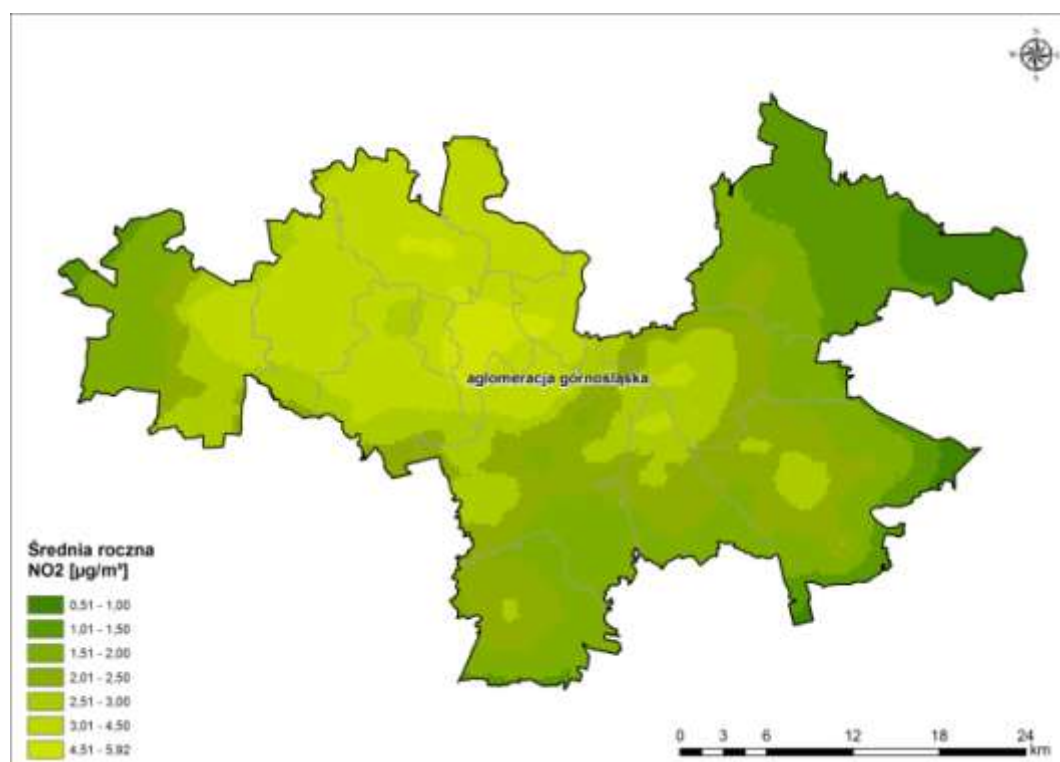 aglomeracja górnośląska
Średnia roczna
NO2 [µg/m³]
0,51 - 1,00
1,01 - 1,50
1,51 - 2,00
2,01 - 2,50
2,51 - 3,00
3,01 - 4,50
4,51 - 5,92
0 3 6 12 18 24
km